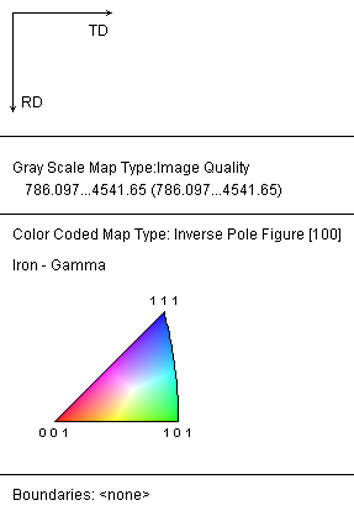 TD
RD
Gray Scale Map Type:Image Quality
786.097...4541.65 (786.097...4541.65)
Color Coded Map Type: Inverse Pole Figure [100]
Iron - Gamma
1 1 1
0 0 1
1 0 1
Boundaries: <none>